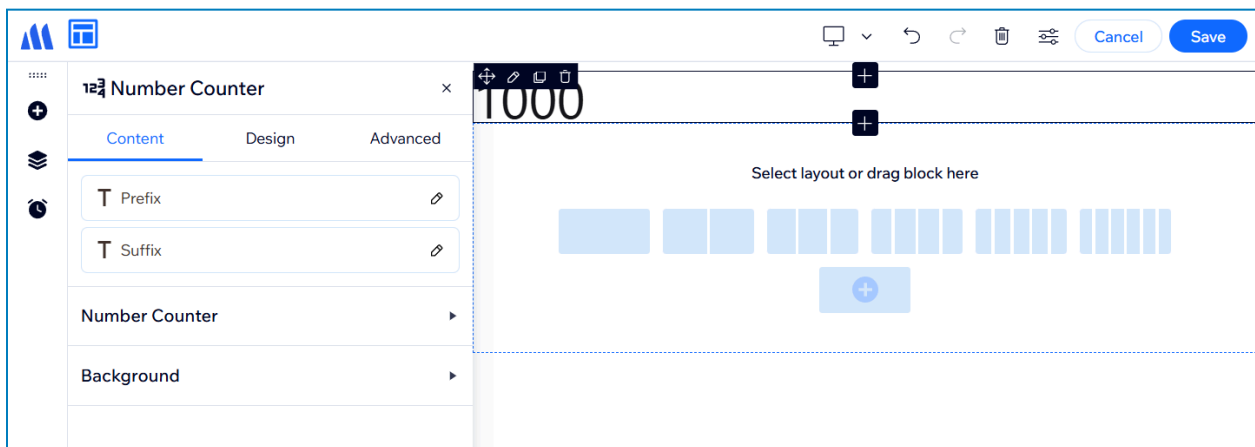 Cancel
Save
Number Counter
1000
Content
Design
Advanced
Select layout or drag block here
Prefix
Suffix
Number Counter
Background